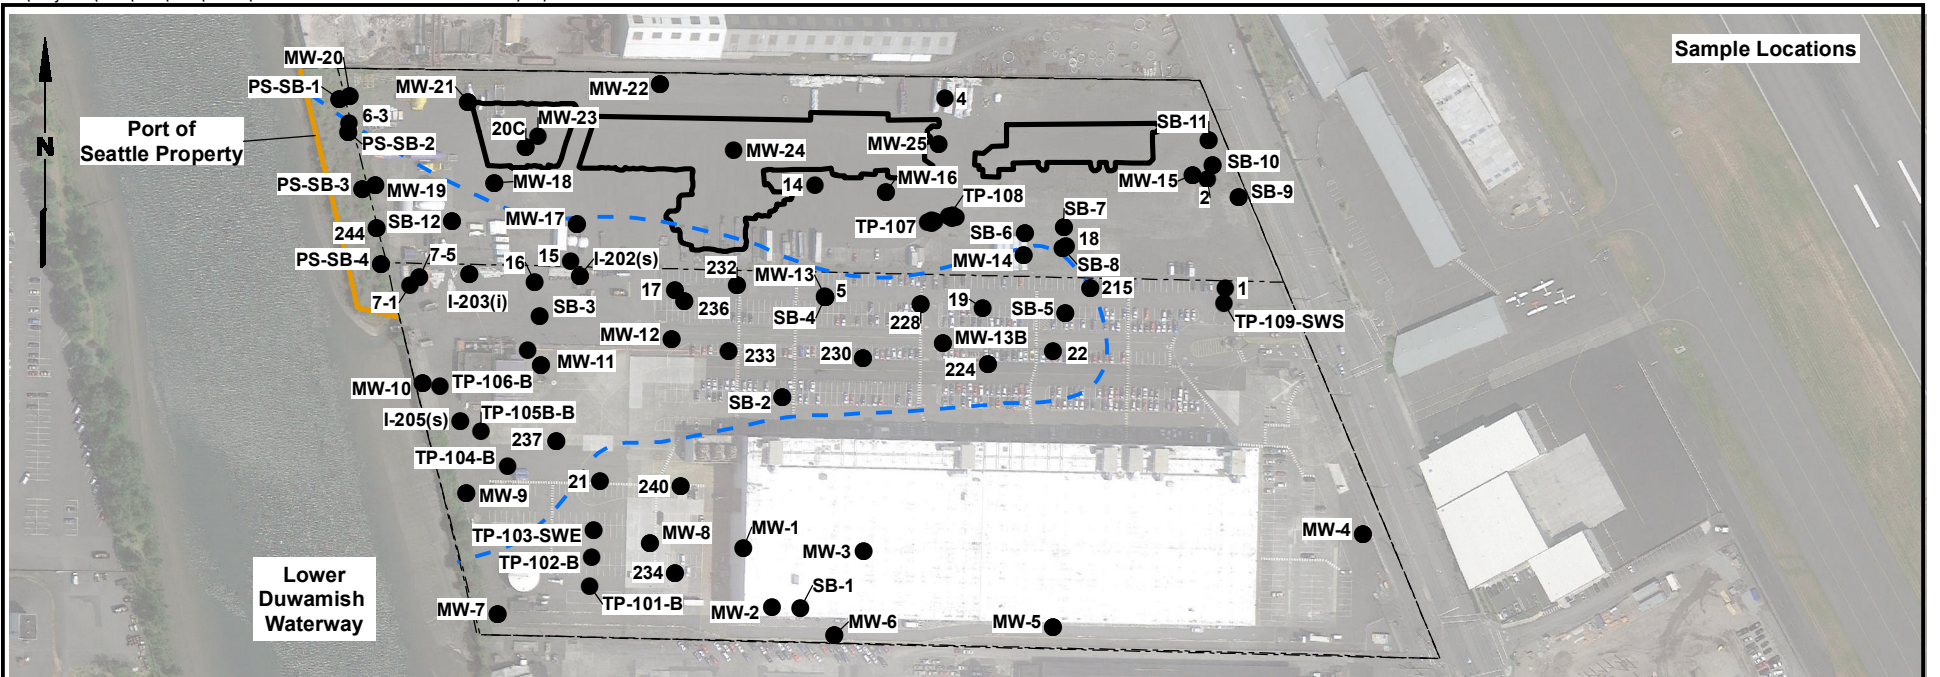 Sample Locations
MW-20
PS-SB-1
MW-21
MW-22
4
6-3
MW-23
20C
SB-11
Port of
Seattle Property
PS-SB-2
MW-25
MW-24
SB-10
N
PS-SB-3
MW-19
MW-18
14
MW-16
MW-15
2
SB-9
TP-108
SB-12
MW-17
TP-107
SB-7
244
SB-6
18
7-5
15
PS-SB-4
I-202(s)
MW-14
SB-8
16
232
MW-13
7-1
I-203(i)
17
5
215
1
SB-3
236
SB-4
228
19
SB-5
TP-109-SWS
MW-12
MW-13B
MW-11
233
230
22
224
MW-10
TP-106-B
SB-2
I-205(s)
TP-105B-B
237
TP-104-B
21
240
MW-9
TP-103-SWE
MW-8
MW-1
MW-3
MW-4
TP-102-B
234
Lower
Duwamish
Waterway
TP-101-B
SB-1
MW-7
MW-2
MW-6
MW-5